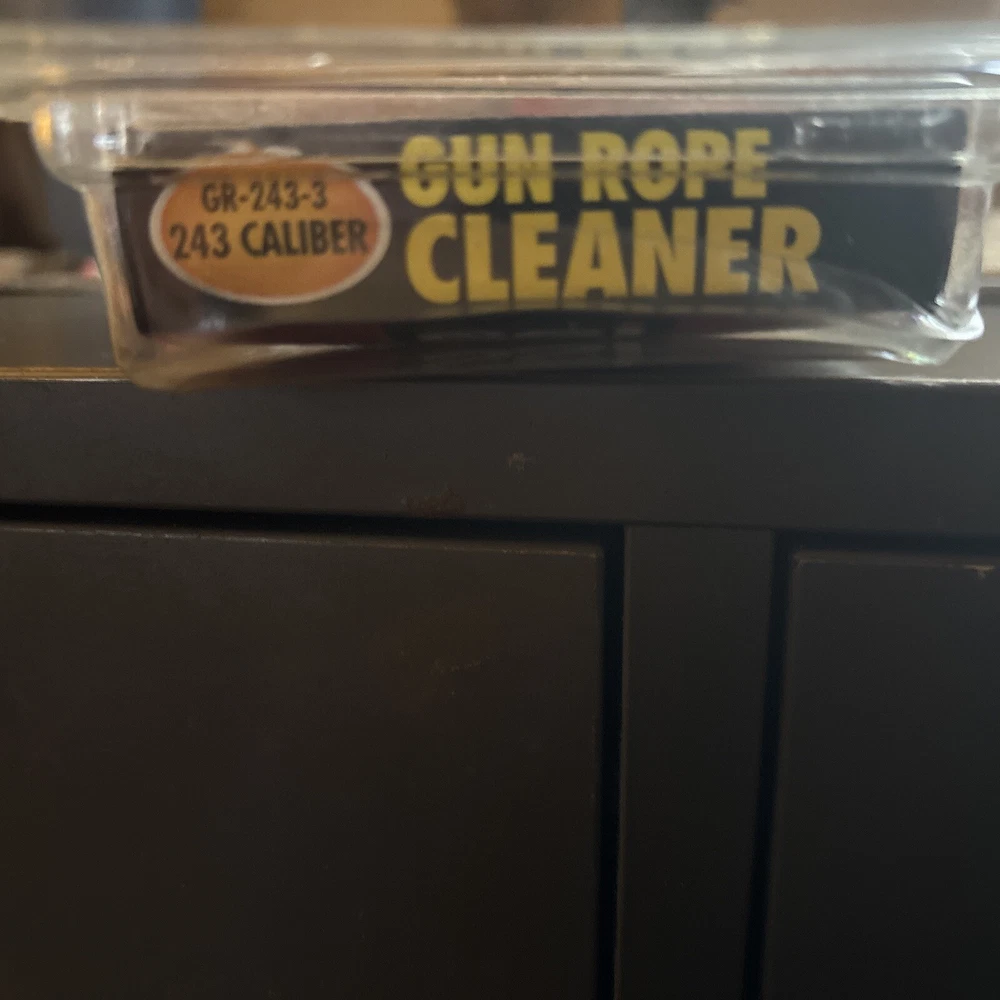 GR-243-3
243 CALIBER
GUN ROPE
CLEANER